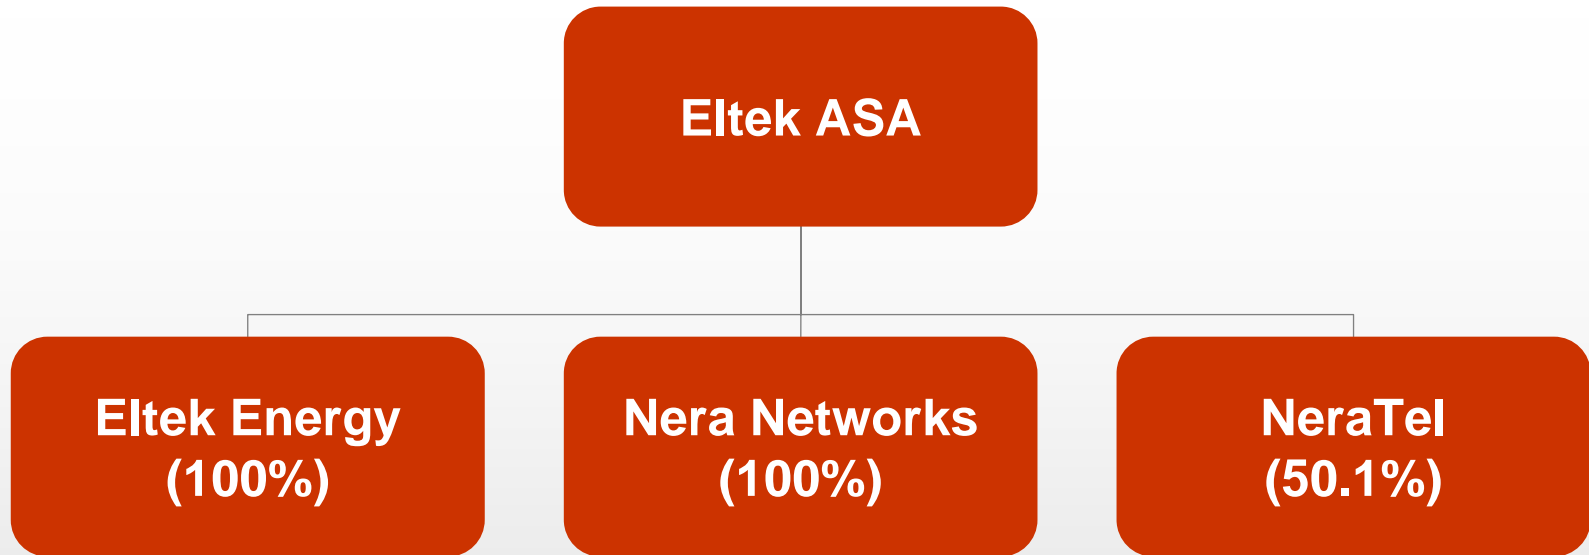 Eltek ASA
Eltek Energy
(100%)
Nera Networks
(100%)
NeraTel
(50.1%)